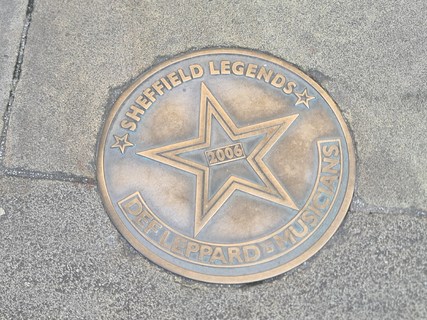 SHEFFIELD LEGENDS
2006
DEF LEPPARD - MUSICIANS